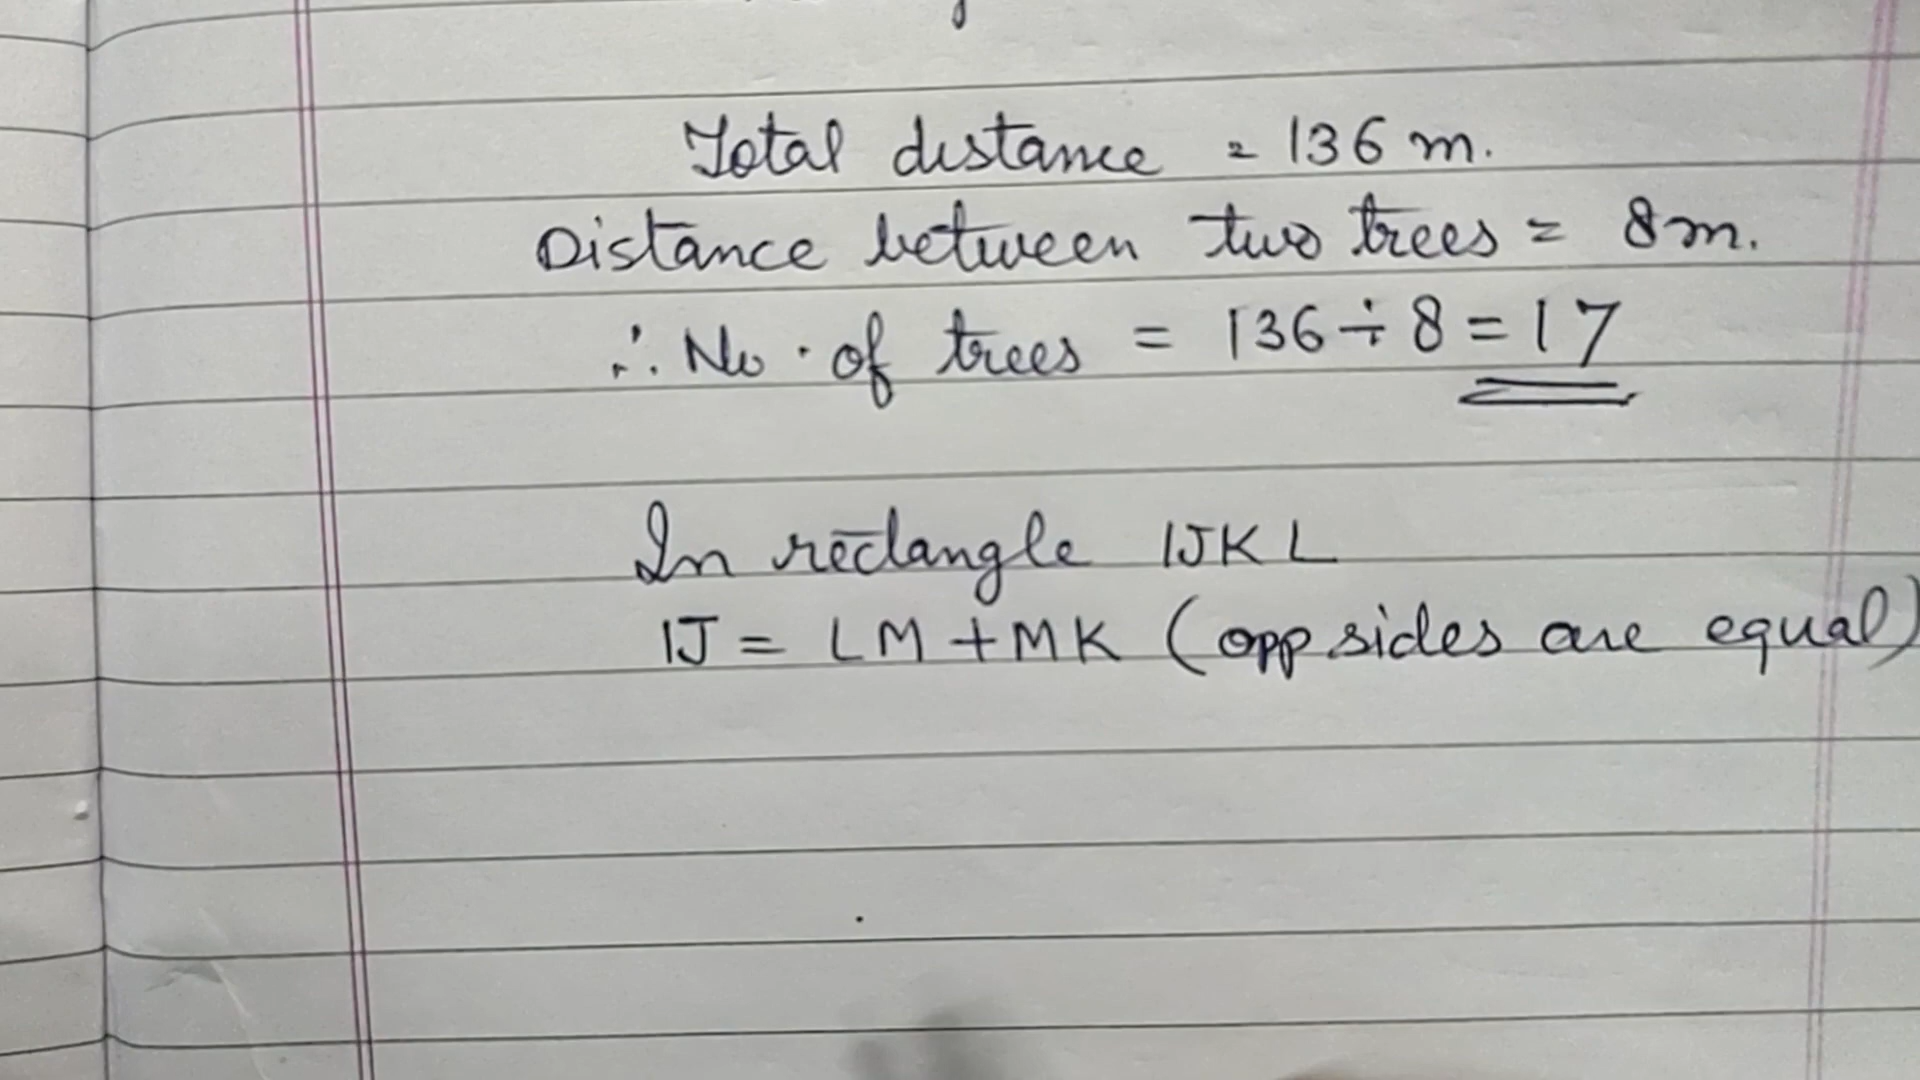 Total distance = 136 m.
Distance between two trees = 8m.
∴ No. of trees = 136 ÷ 8 = 17
In rectangle IJKL
IJ = LM + MK (opp sides are equal)